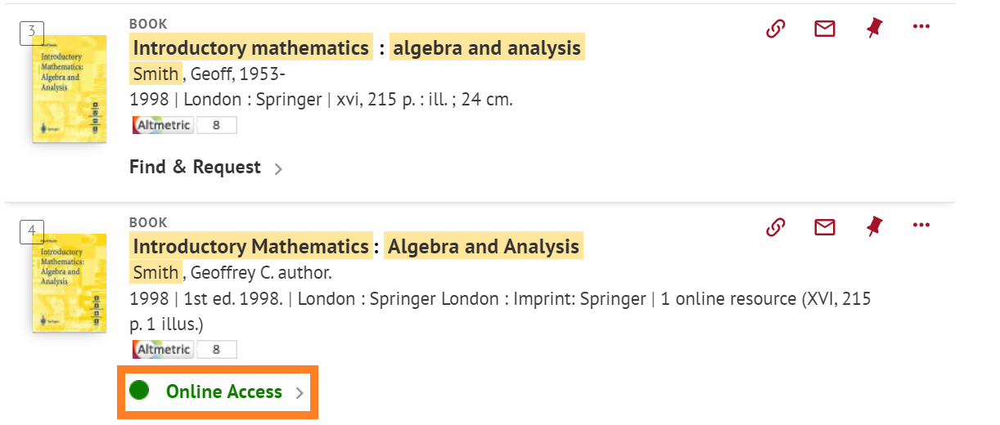 3
BOOK
Introductory mathematics : algebra and analysis
Smith, Geoff, 1953-
1998 | London : Springer | xvi, 215 p. : ill. ; 24 cm.
Altmetric 8
Find & Request
Introductory
Mathematics:
Algebra and
Analysis
Springer
4
BOOK
Introductory Mathematics: Algebra and Analysis
Smith, Geoffrey C. author.
1998 | 1st ed. 1998. | London : Springer London : Imprint: Springer | 1 online resource (XVI, 215
p. 1 illus.)
Altmetric 8
Online Access
Introductory
Mathematics:
Algebra and
Analysis
Springer